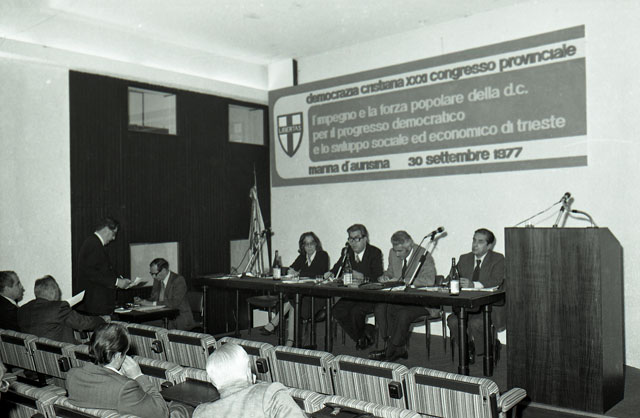 democrazia cristiana XXXI congresso provinciale
l'impegno e la forza popolare della d.c.
per il progresso democratico
e lo sviluppo sociale ed economico di trieste
marina d'aurisina 30 settembre 1977
LIBERTAS